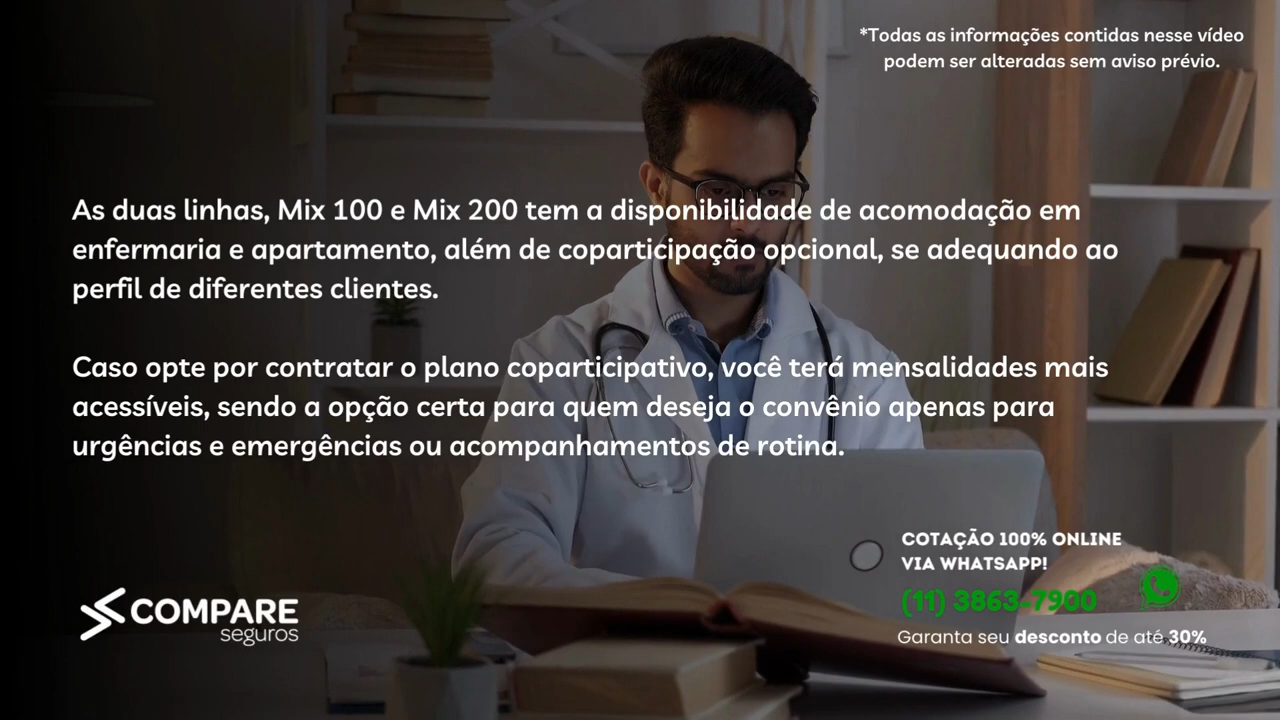 *Todas as informações contidas nesse vídeo
podem ser alteradas sem aviso prévio.
As duas linhas, Mix 100 e Mix 200 tem a disponibilidade de acomodação em
enfermaria e apartamento, além de coparticipação opcional, se adequando ao
perfil de diferentes clientes.
Caso opte por contratar o plano coparticipativo, você terá mensalidades mais
acessíveis, sendo a opção certa para quem deseja o convênio apenas para
urgências e emergências ou acompanhamentos de rotina.
COTAÇÃO 100% ONLINE
VIA WHATSAPP!
(11) 3863-7900
Garanta seu desconto de até 30%
COMPARE
seguros